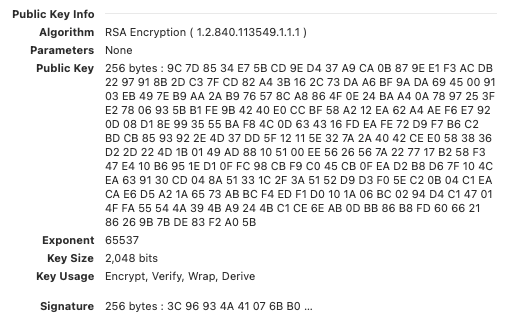 Public Key Info
Algorithm RSA Encryption ( 1.2.840.113549.1.1.1 )
Parameters None
Public Key 256 bytes : 9C 7D 85 34 E7 5B CD 9E D4 37 A9 CA 0B 87 9E E1 F3 AC DB
22 97 91 8B 2D C3 7F CD 82 A4 3B 16 2C 73 DA A6 BF 9A DA 69 45 00 91
03 EB 49 7E B9 AA 2A B9 76 57 8C A8 86 4F 0E 24 BA A4 0A 78 97 25 3F
E2 78 06 93 5B B1 FE 9B 42 40 E0 CC BF 58 A2 12 EA 62 A4 AE F6 E7 92
0D 08 D1 8E 99 35 55 BA F8 4C 0D 63 43 16 FD EA FE 72 D9 F7 B6 C2
BD CB 85 93 92 2E 4D 37 DD 5F 12 11 5E 32 7A 2A 40 42 CE E0 58 38 36
D2 2D 22 4D 1B 01 49 AD 88 10 51 00 EE 56 26 56 7A 22 77 17 B2 58 F3
47 E4 10 B6 95 1E D1 0F FC 98 CB F9 C0 45 CB 0F EA D2 B8 D6 7F 10 4C
EA 63 91 30 CD 04 8A 51 33 1C 2F 3A 51 52 D9 D3 F0 5E C2 0B 04 C1 EA
CA E6 D5 A2 1A 65 73 AB BC F4 ED F1 D0 10 1A 06 BC 02 94 D4 C1 47 01
4F FA 55 54 4A 39 4B A9 24 4B C1 CE 6E AB 0D BB 86 B8 FD 60 66 21
86 26 9B 7B DE 83 F2 A0 5B
Exponent 65537
Key Size 2,048 bits
Key Usage Encrypt, Verify, Wrap, Derive
Signature 256 bytes : 3C 96 93 4A 41 07 6B B0 ...